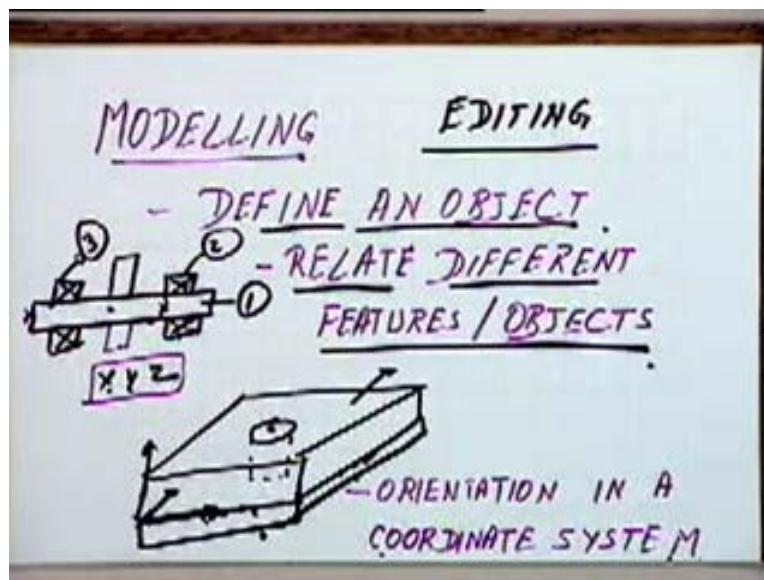 MODELLING EDITING
- DEFINE AN OBJECT.
3 2
- RELATE DIFFERENT
1
FEATURES / OBJECTS.
X Y Z
- ORIENTATION IN A
COORDINATE SYSTEM